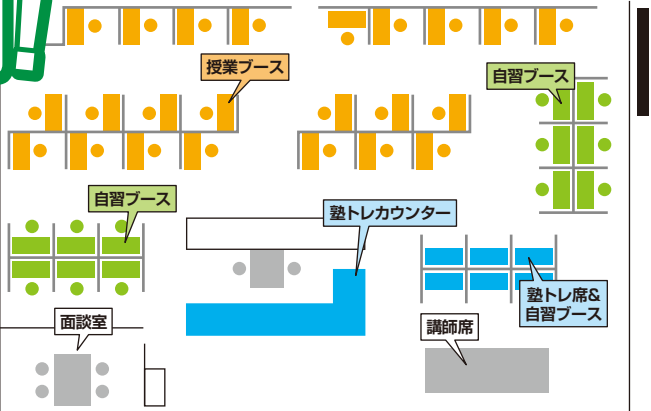 授業ブース
自習ブース
自習ブース
塾トレカウンター
塾トレ席&
自習ブース
面談室
講師席